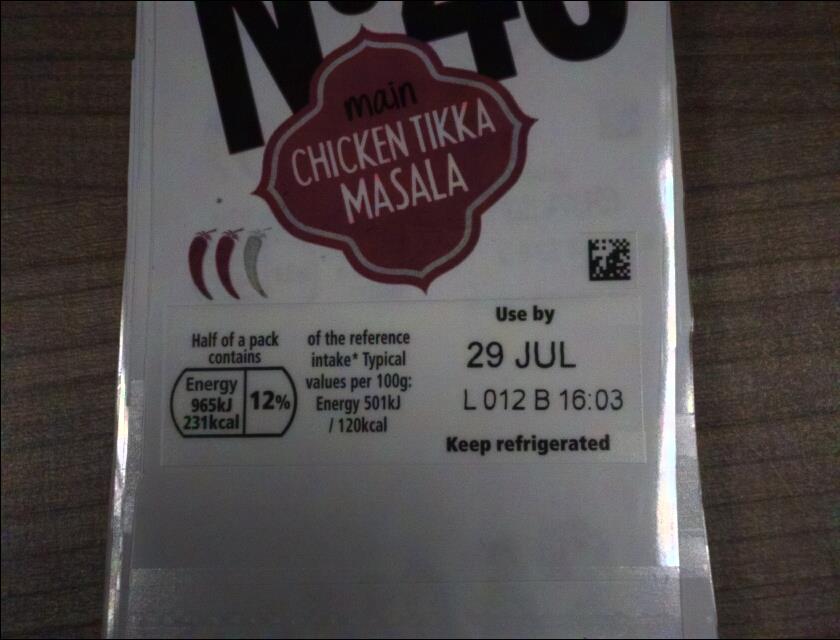 main
CHICKEN TIKKA
MASALA
Use by
29 JUL
L 012 B 16:03
Keep refrigerated
Half of a pack
contains
Energy
965kJ
231kcal
12%
of the reference
intake* Typical
values per 100g:
Energy 501kJ
/ 120kcal